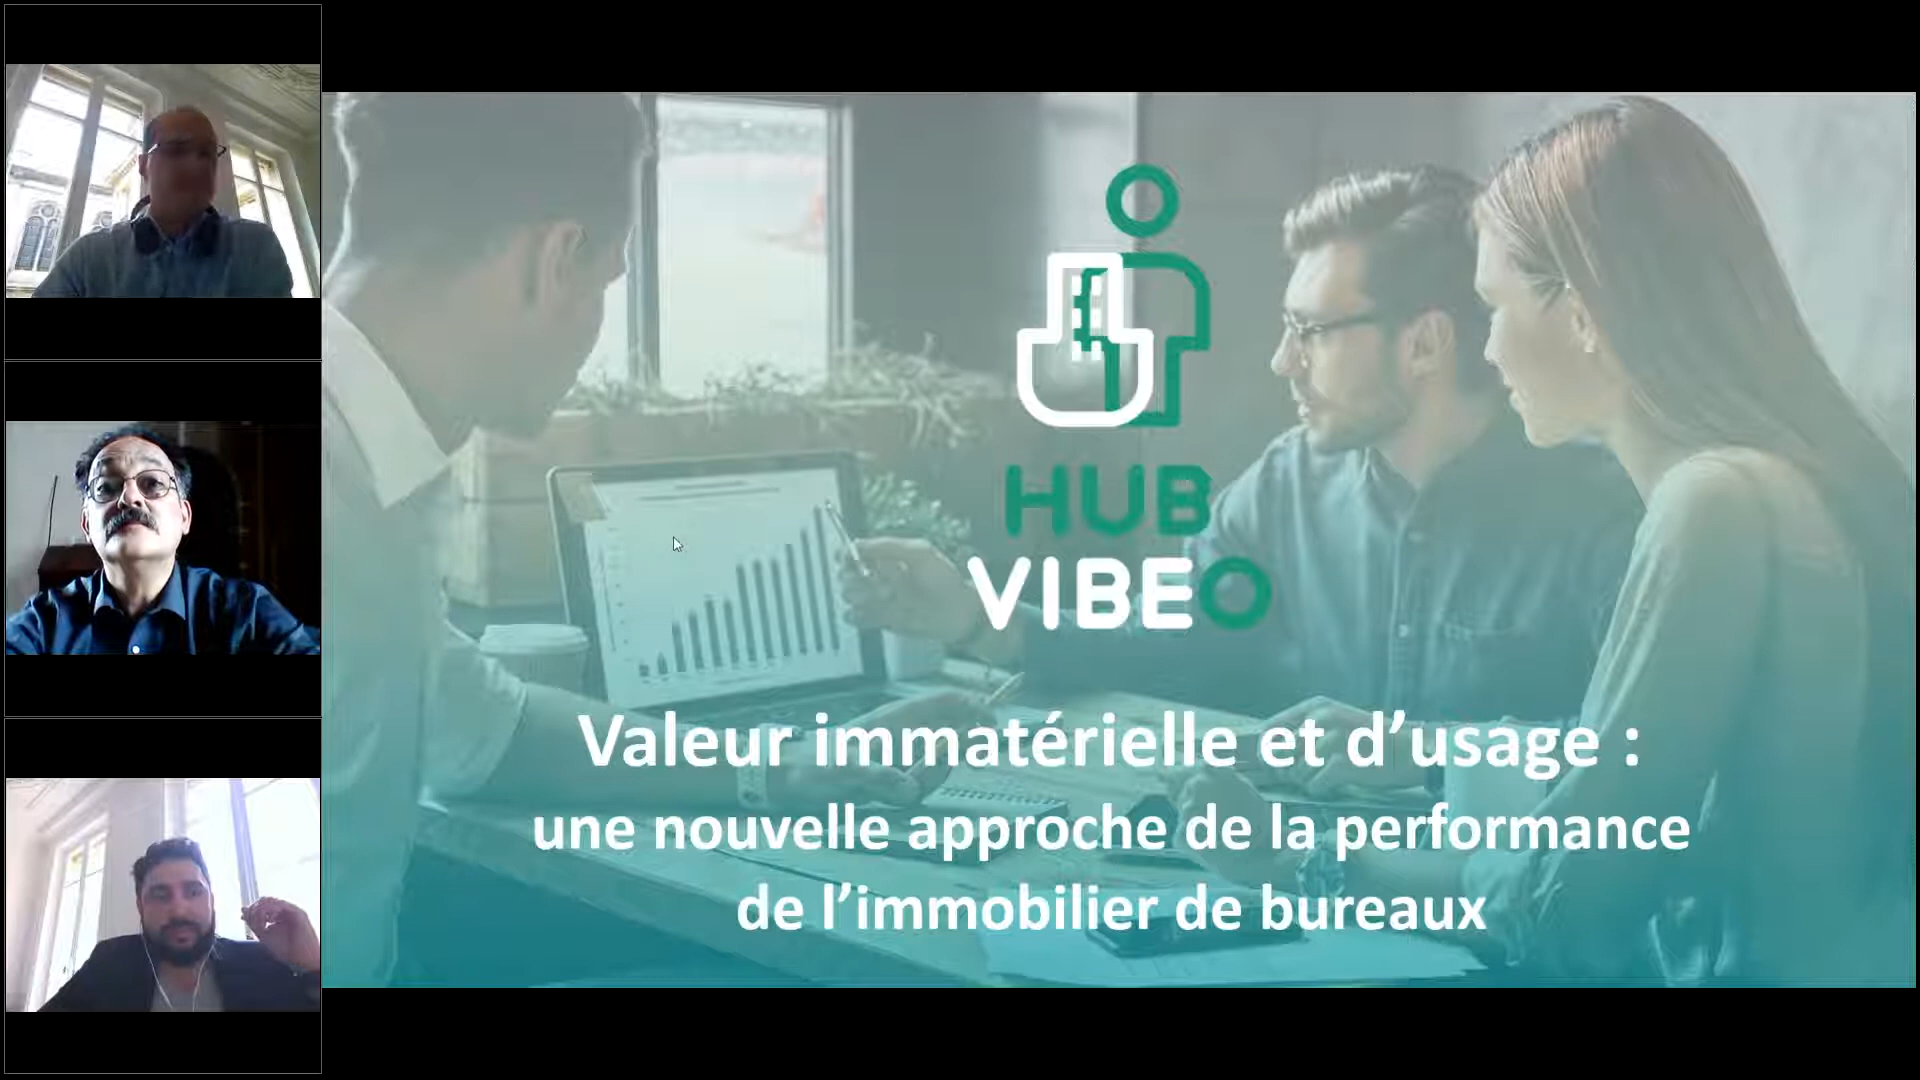 HUB
VIBEO
Valeur immatérielle et d’usage :
une nouvelle approche de la performance
de l’immobilier de bureaux